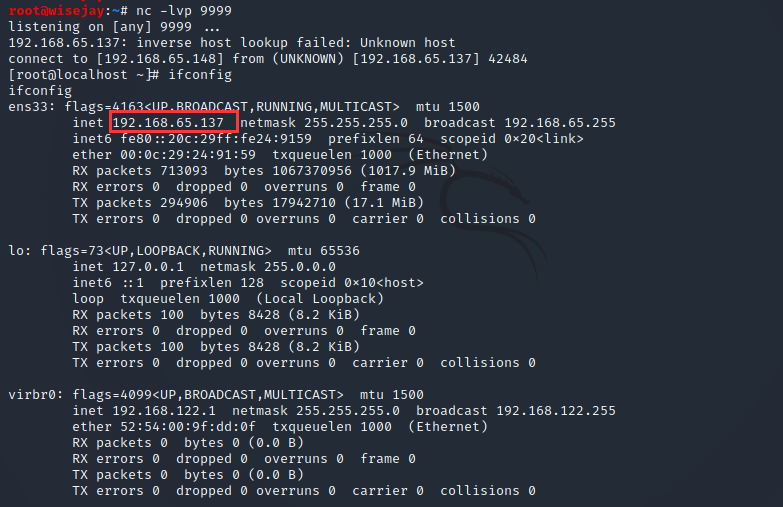 root@wisejay:~# nc -lvp 9999
listening on [any] 9999 ...
192.168.65.137: inverse host lookup failed: Unknown host
connect to [192.168.65.148] from (UNKNOWN) [192.168.65.137] 42484
[root@localhost ~]# ifconfig
ifconfig
ens33: flags=4163<UP,BROADCAST,RUNNING,MULTICAST>  mtu 1500
        inet 192.168.65.137  netmask 255.255.255.0  broadcast 192.168.65.255
        inet6 fe80::20c:29ff:fe24:9159  prefixlen 64  scopeid 0×20<link>
        ether 00:0c:29:24:91:59  txqueuelen 1000  (Ethernet)
        RX packets 713093  bytes 1067370956 (1017.9 MiB)
        RX errors 0  dropped 0  overruns 0  frame 0
        TX packets 294906  bytes 17942710 (17.1 MiB)
        TX errors 0  dropped 0 overruns 0  carrier 0  collisions 0

lo: flags=73<UP,LOOPBACK,RUNNING>  mtu 65536
        inet 127.0.0.1  netmask 255.0.0.0
        inet6 ::1  prefixlen 128  scopeid 0×10<host>
        loop  txqueuelen 1000  (Local Loopback)
        RX packets 100  bytes 8428 (8.2 KiB)
        RX errors 0  dropped 0  overruns 0  frame 0
        TX packets 100  bytes 8428 (8.2 KiB)
        TX errors 0  dropped 0 overruns 0  carrier 0  collisions 0

virbr0: flags=4099<UP,BROADCAST,MULTICAST>  mtu 1500
        inet 192.168.122.1  netmask 255.255.255.0  broadcast 192.168.122.255
        ether 52:54:00:9f:dd:0f  txqueuelen 1000  (Ethernet)
        RX packets 0  bytes 0 (0.0 B)
        RX errors 0  dropped 0  overruns 0  frame 0
        TX packets 0  bytes 0 (0.0 B)
        TX errors 0  dropped 0 overruns 0  carrier 0  collisions 0